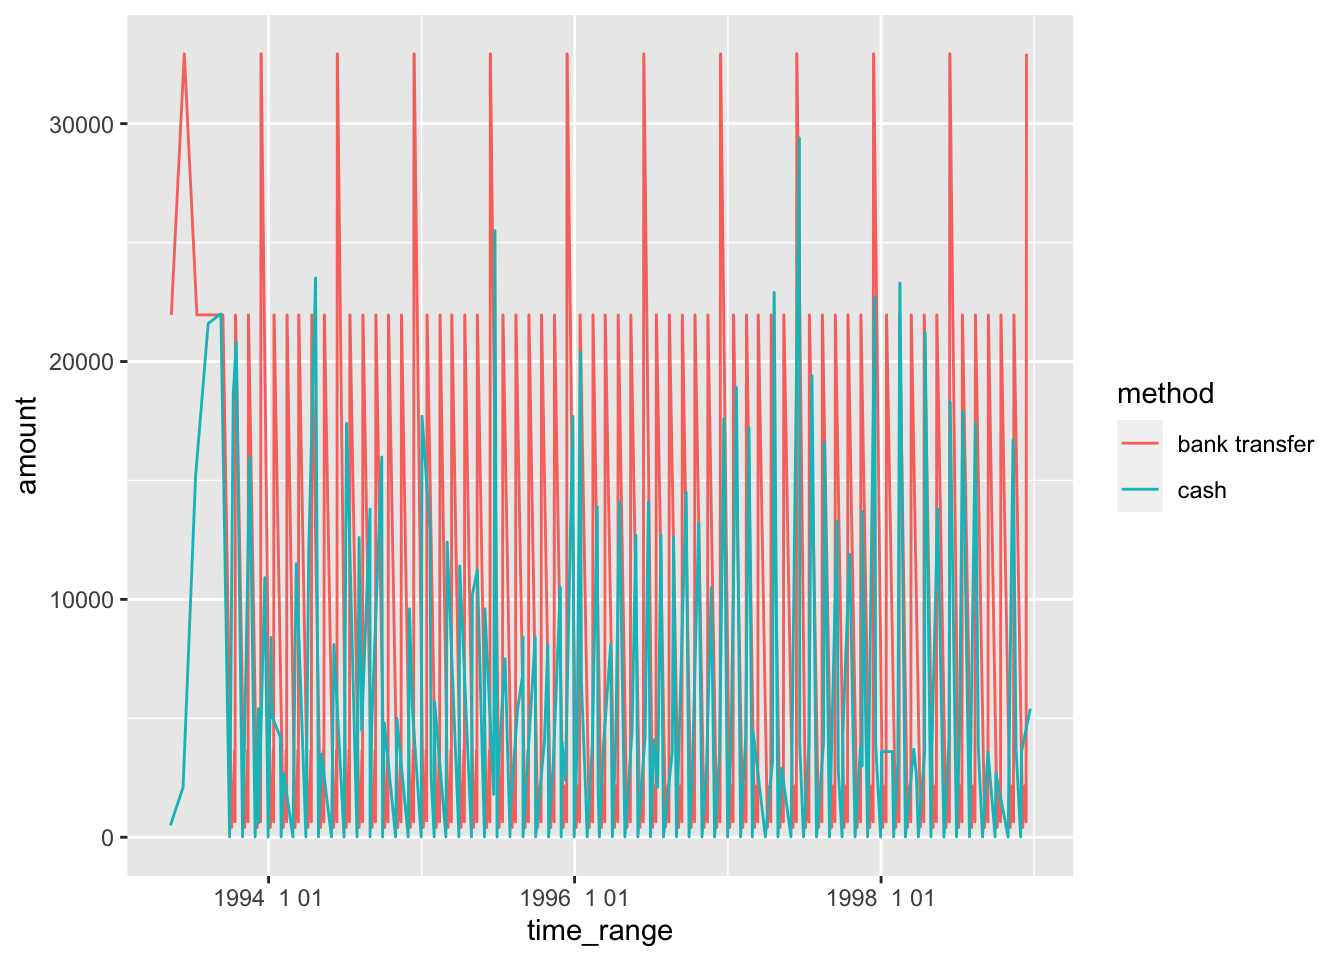 30000
20000
10000
0
amount
1994  1 01
1996  1 01
1998  1 01
time_range
method
bank transfer
cash